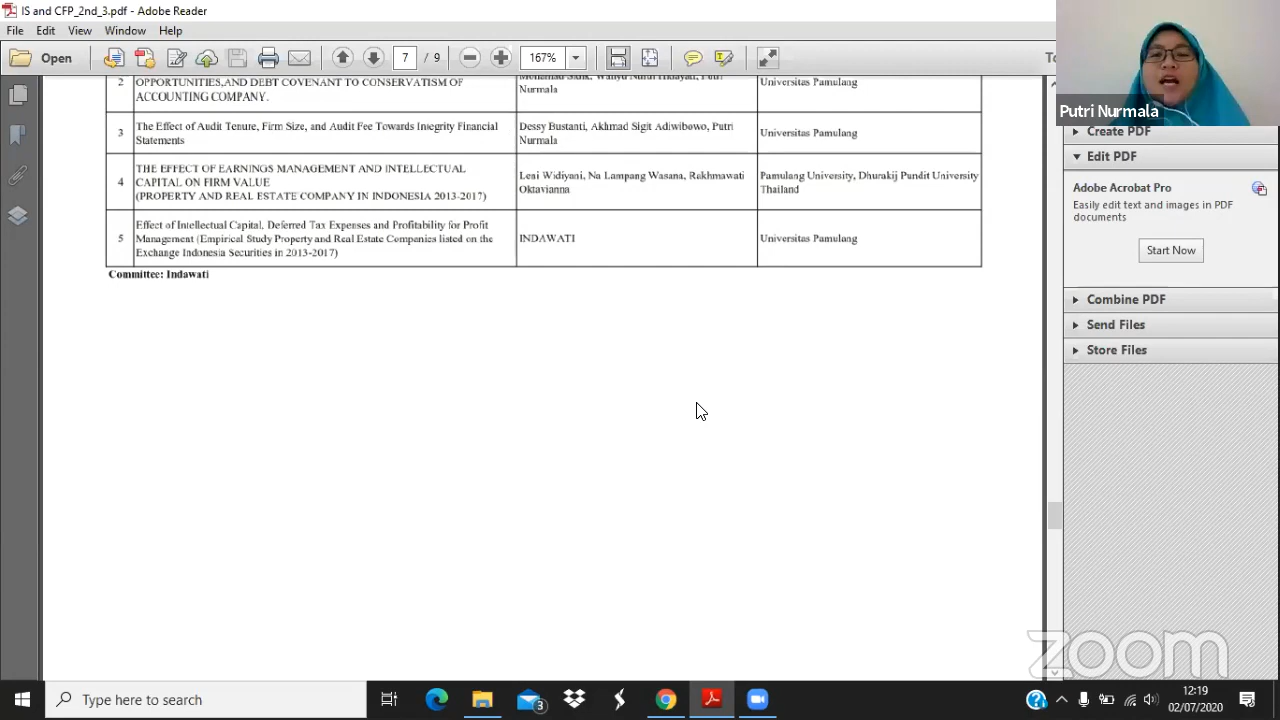 IS and CFP_2nd_3.pdf - Adobe Reader
File Edit View Window Help
Open 7 / 9 167%
2 OPPORTUNITIES,AND DEBT COVENANT TO CONSERVATISM OF ACCOUNTING COMPANY. Nurmala Universitas Pamulang
3 The Effect of Audit Tenure, Firm Size, and Audit Fee Towards Integrity Financial Statements Dessy Bustanti, Akhmad Sigit Adiwibowo, Putri Nurmala Universitas Pamulang
4 THE EFFECT OF EARNINGS MANAGEMENT AND INTELLECTUAL CAPITAL ON FIRM VALUE (PROPERTY AND REAL ESTATE COMPANY IN INDONESIA 2013-2017) Leni Widiyani, Na Lampang Wasana, Rakhmawati Oktavianna Pamulang University, Dhurakij Pundit University Thailand
5 Effect of Intellectual Capital, Deferred Tax Expenses and Profitability for Profit Management (Empirical Study Property and Real Estate Companies listed on the Exchange Indonesia Securities in 2013-2017) INDAWATI Universitas Pamulang
Committee: Indawati
Putri Nurmala
Create PDF
Edit PDF
Adobe Acrobat Pro
Easily edit text and images in PDF
documents
Start Now
Combine PDF
Send Files
Store Files
zoom
Type here to search
3
12:19
02/07/2020